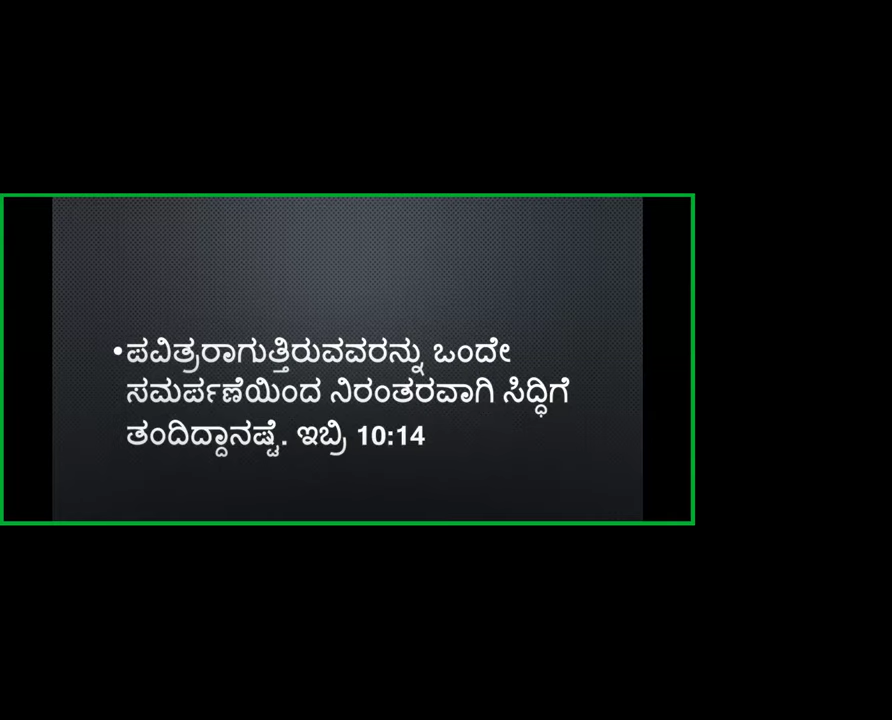 •ಪವಿತ್ರರಾಗುತ್ತಿರುವವರನ್ನು ಒಂದೇ
ಸಮರ್ಪಣೆಯಿಂದ ನಿರಂತರವಾಗಿ ಸಿದ್ಧಿಗೆ
ತಂದಿದ್ದಾನಷ್ಟೆ. ಇಬ್ರಿ 10:14